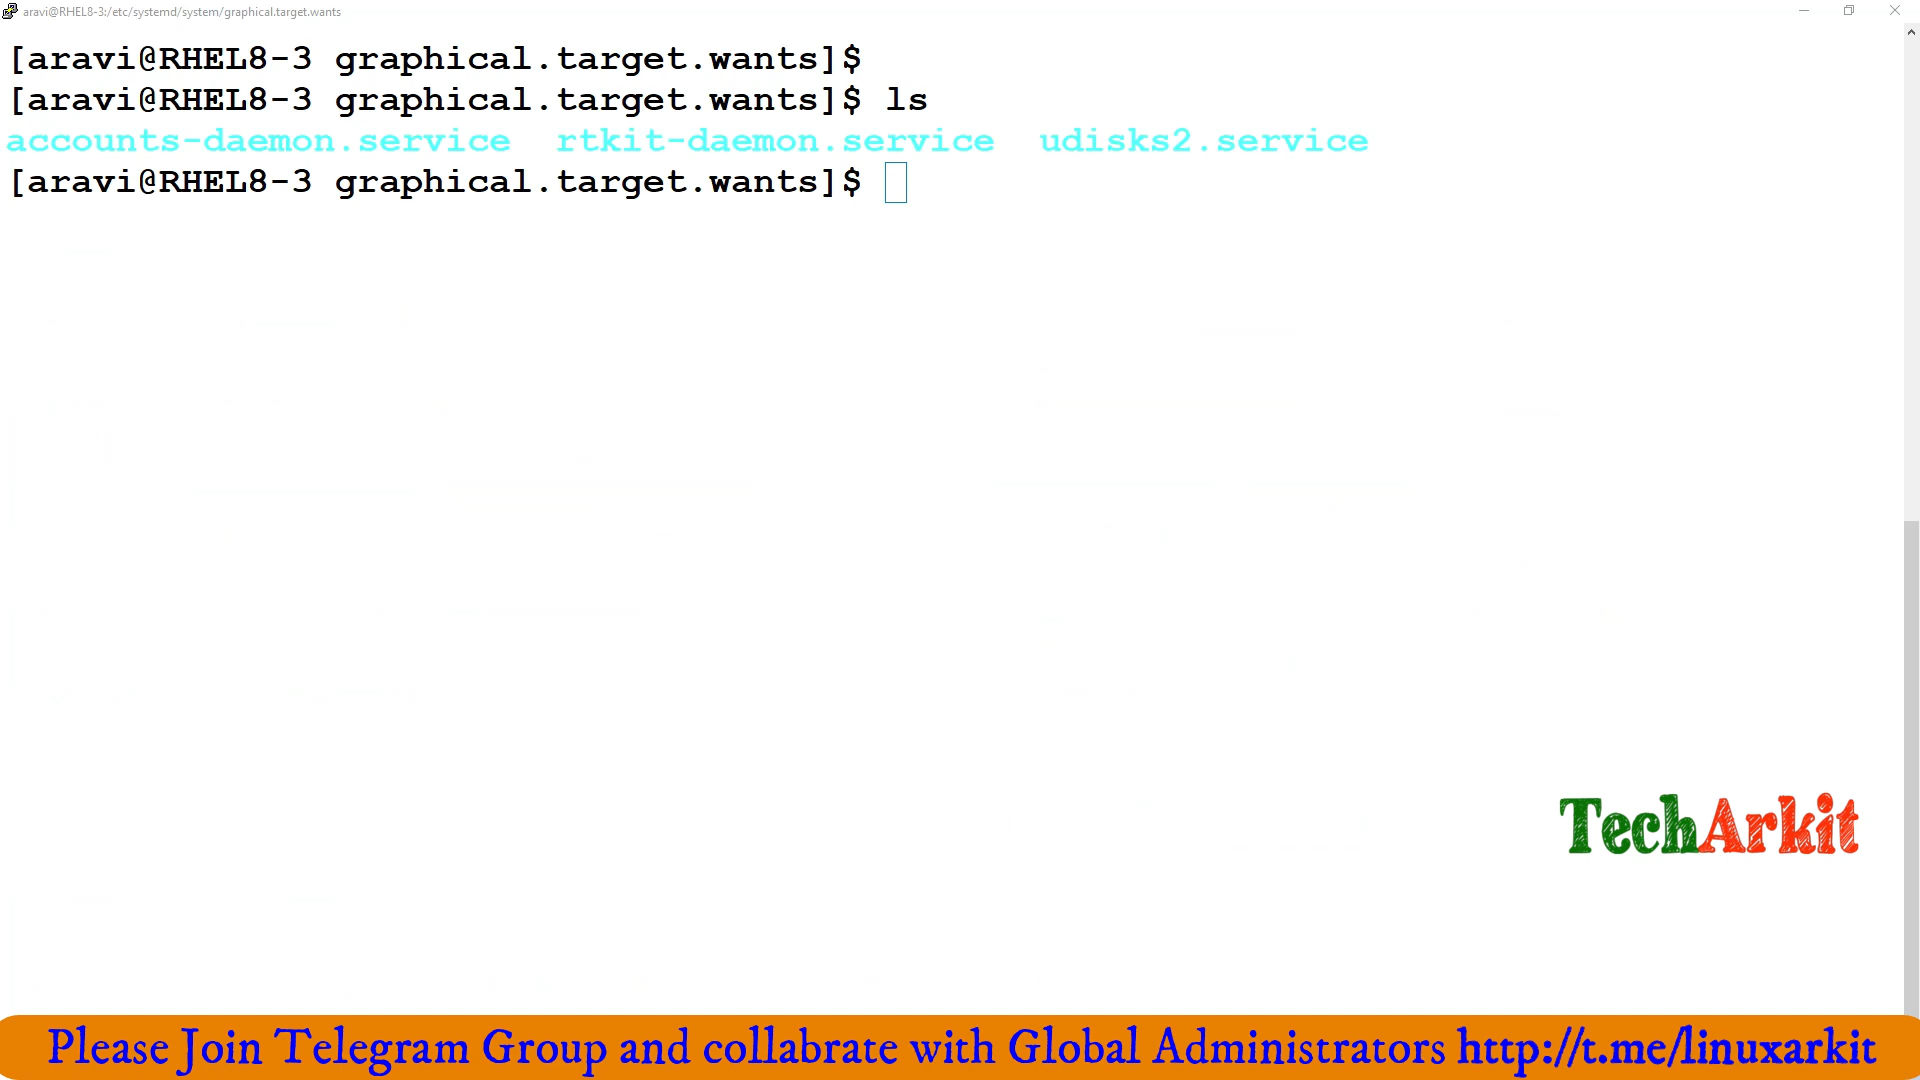 aravi@RHEL8-3:/etc/systemd/system/graphical.target.wants
[aravi@RHEL8-3 graphical.target.wants]$
[aravi@RHEL8-3 graphical.target.wants]$ ls
accounts-daemon.service  rtkit-daemon.service  udisks2.service
[aravi@RHEL8-3 graphical.target.wants]$
TechArkit
Please Join Telegram Group and collabrate with Global Administrators http://t.me/linuxarkit